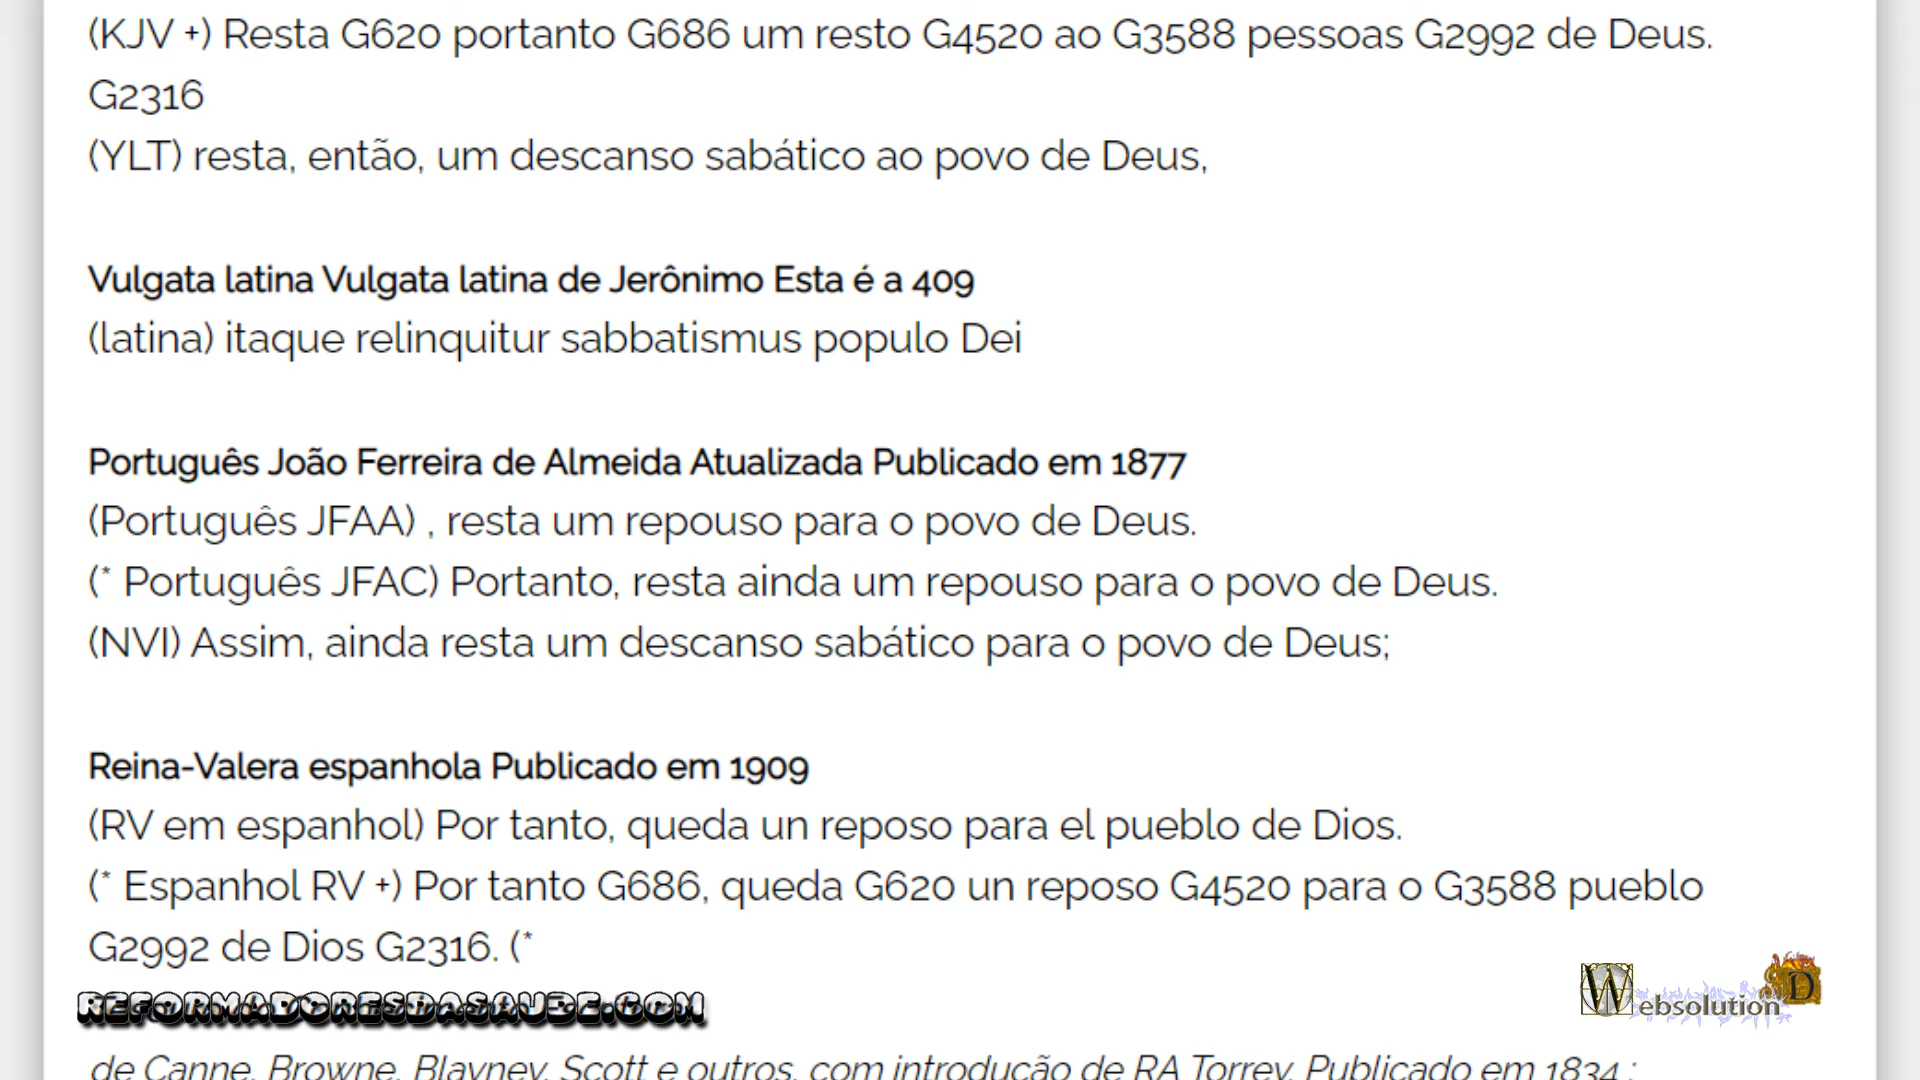 (KJV +) Resta G620 portanto G686 um resto G4520 ao G3588 pessoas G2992 de Deus.
G2316
(YLT) resta, então, um descanso sabático ao povo de Deus,
Vulgata latina Vulgata latina de Jerônimo Esta é a 409
(latina) itaque relinquitur sabbatismus populo Dei
Português João Ferreira de Almeida Atualizada Publicado em 1877
(Português JFAA) , resta um repouso para o povo de Deus.
(* Português JFAC) Portanto, resta ainda um repouso para o povo de Deus.
(NVI) Assim, ainda resta um descanso sabático para o povo de Deus;
Reina-Valera espanhola Publicado em 1909
(RV em espanhol) Por tanto, queda un reposo para el pueblo de Dios.
(* Espanhol RV +) Por tanto G686, queda G620 un reposo G4520 para o G3588 pueblo
G2992 de Dios G2316. (*
REFORMADORESDASAUDE.COM
Websolution D
de Canne, Browne, Blayney, Scott e outros, com introdução de RA Torrey. Publicado em 1834 ;